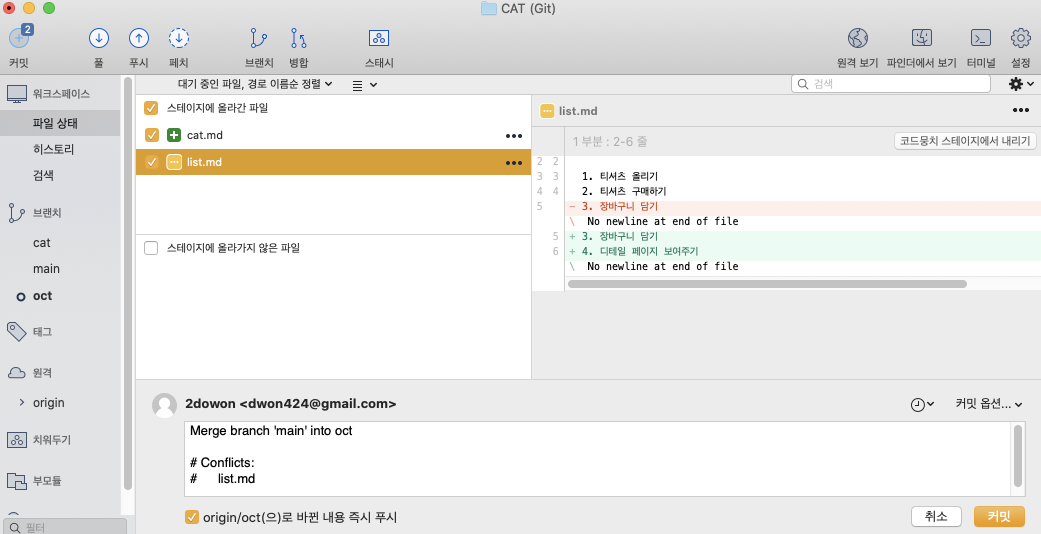 CAT (Git)
2
커밋
풀
푸시
페치
브랜치
병합
스태시
원격 보기
파인더에서 보기
터미널
설정
대기 중인 파일, 경로 이름순 정렬
검색
워크스페이스
파일 상태
히스토리
검색
브랜치
cat
main
oct
태그
원격
origin
치워두기
부모듈
필터
스테이지에 올라간 파일
cat.md
list.md
스테이지에 올라가지 않은 파일
list.md
1 부분 : 2-6 줄
코드뭉치 스테이지에서 내리기
2 2
3 3 1. 티셔츠 올리기
4 4 2. 티셔츠 구매하기
5 - 3. 장바구니 담기
\ No newline at end of file
5 + 3. 장바구니 담기
6 + 4. 디테일 페이지 보여주기
\ No newline at end of file
2dowon <dwon424@gmail.com>
커밋 옵션...
Merge branch 'main' into oct
# Conflicts:
# list.md
origin/oct(으)로 바뀐 내용 즉시 푸시
취소
커밋